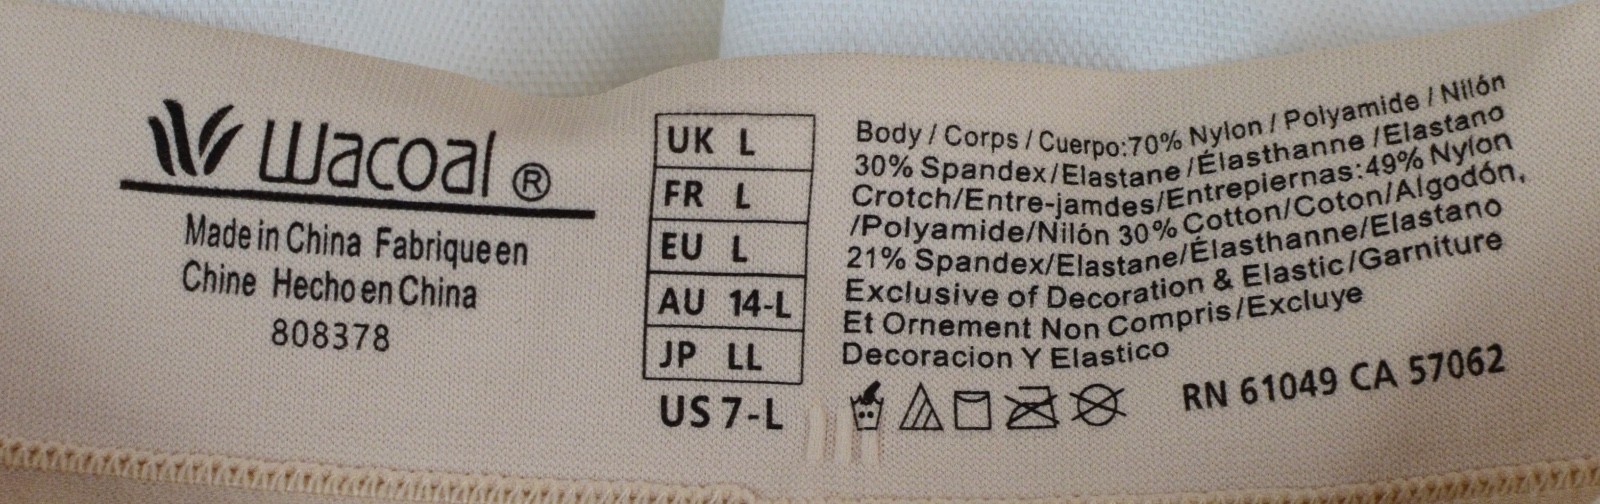 Wacoal®
Made in China Fabrique en
Chine Hecho en China
808378
UK L
FR L
EU L
AU 14-L
JP LL
US 7-L
Body / Corps / Cuerpo:70% Nylon / Polyamide / Nilón
30% Spandex/Elastane /Élasthanne /Elastano
Crotch/Entre-jamdes/Entrepiernas:49% Nylon
/Polyamide/Nilón 30% Cotton/Coton/Algodón,
21% Spandex/Elastane/Élasthanne/Elastano
Exclusive of Decoration & Elastic/Garniture
Et Ornement Non Compris/Excluye
Decoracion Y Elastico
RN 61049 CA 57062